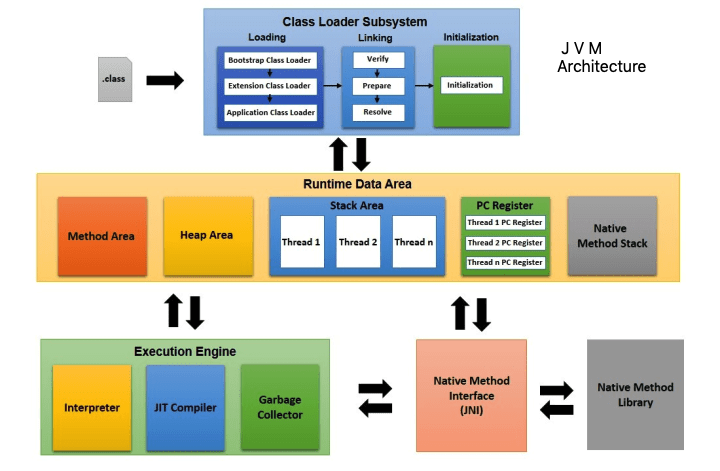 Class Loader Subsystem
J V M
Architecture
Loading
Linking
Initialization
.class
Bootstrap Class Loader
Extension Class Loader
Application Class Loader
Verify
Prepare
Resolve
Initialization
Runtime Data Area
Method Area
Heap Area
Stack Area
Thread 1
Thread 2
Thread n
PC Register
Thread 1 PC Register
Thread 2 PC Register
Thread n PC Register
Native
Method Stack
Execution Engine
Interpreter
JIT Compiler
Garbage
Collector
Native Method
Interface
(JNI)
Native Method
Library